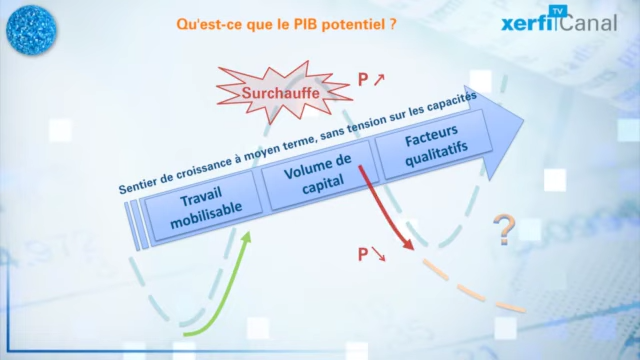 Qu'est-ce que le PIB potentiel ?
xerfi Canal
TV
Surchauffe
P ↗
Sentier de croissance à moyen terme, sans tension sur les capacités
Travail
mobilisable
Volume de
capital
Facteurs
qualitatifs
P ↘
?